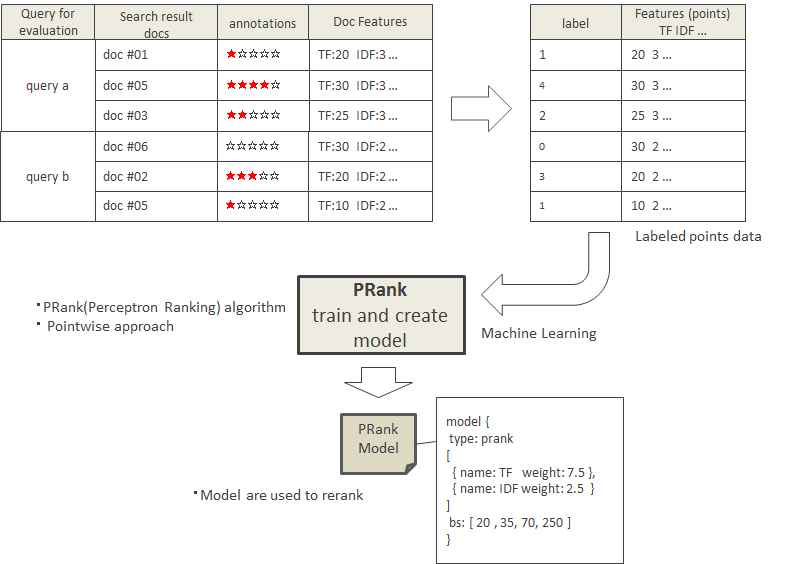 Query for evaluation
Search result docs
annotations
Doc Features
query a
doc #01
TF:20 IDF:3 ...
doc #05
TF:30 IDF:3 ...
doc #03
TF:25 IDF:3 ...
query b
doc #06
TF:30 IDF:2 ...
doc #02
TF:20 IDF:2 ...
doc #05
TF:10 IDF:2 ...
label
Features (points)
TF IDF ...
1
20 3 ...
4
30 3 ...
2
25 3 ...
0
30 2 ...
3
20 2 ...
1
10 2 ...
Labeled points data
・PRank(Perceptron Ranking) algorithm
・ Pointwise approach
PRank
train and create
model
Machine Learning
PRank
Model
・Model are used to rerank
model {
type: prank
[
{ name: TF weight: 7.5 },
{ name: IDF weight: 2.5 }
]
bs: [ 20 , 35, 70, 250 ]
}